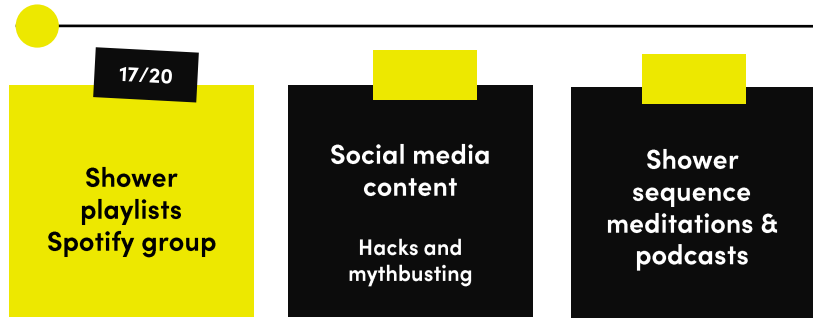 17/20
Shower
playlists
Spotify group
Social media
content
Hacks and
mythbusting
Shower
sequence
meditations &
podcasts